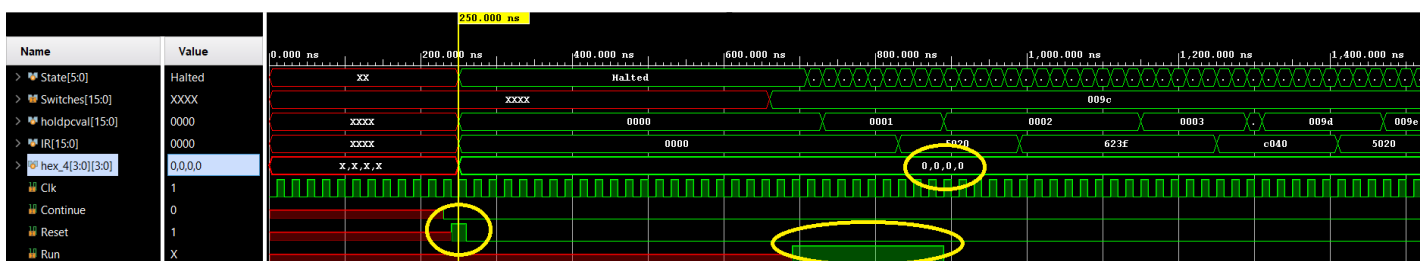 250.000 ns
Name Value 0.000 ns 200.000 ns 400.000 ns 600.000 ns 800.000 ns 1,000.000 ns 1,200.000 ns 1,400.000 ns
State[5:0] Halted XX Halted
Switches[15:0] XXXX XXXX 009c
holdpcval[15:0] 0000 XXXX 0000 0001 0002 0003 . 009d 009e
IR[15:0] 0000 XXXX 0000 5020 623f c040 5020
hex_4[3:0][3:0] 0,0,0,0 X,X,X,X 0,0,0,0
Clk 1
Continue 0
Reset 1
Run X